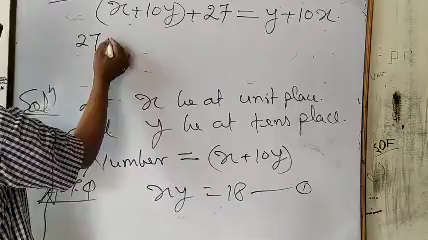 (x+10y)+27 = y+10x.
27
Sol^n
x be at unit place.
y be at tens place.
Number = (x+10y)
xy = 18 — ①